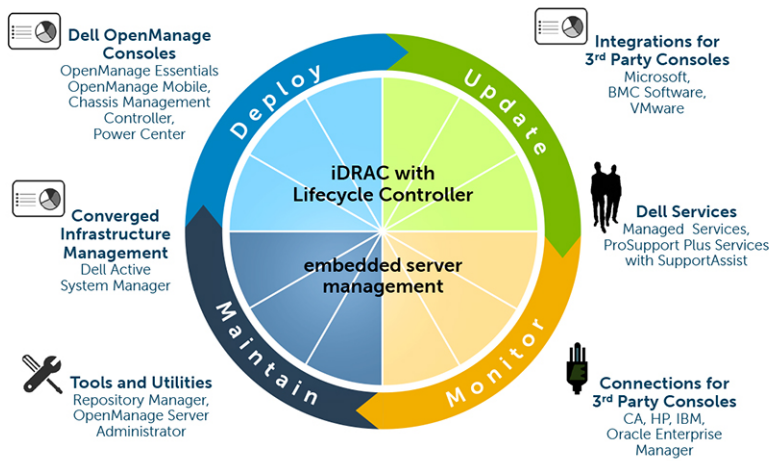 Dell OpenManage
Consoles
OpenManage Essentials
OpenManage Mobile,
Chassis Management
Controller,
Power Center
Converged
Infrastructure
Management
Dell Active
System Manager
Tools and Utilities
Repository Manager,
OpenManage Server
Administrator
Deploy
Update
Monitor
Maintain
iDRAC with
Lifecycle Controller
embedded server
management
Integrations for
3rd Party Consoles
Microsoft,
BMC Software,
VMware
Dell Services
Managed Services,
ProSupport Plus Services
with SupportAssist
Connections for
3rd Party Consoles
CA, HP, IBM,
Oracle Enterprise
Manager